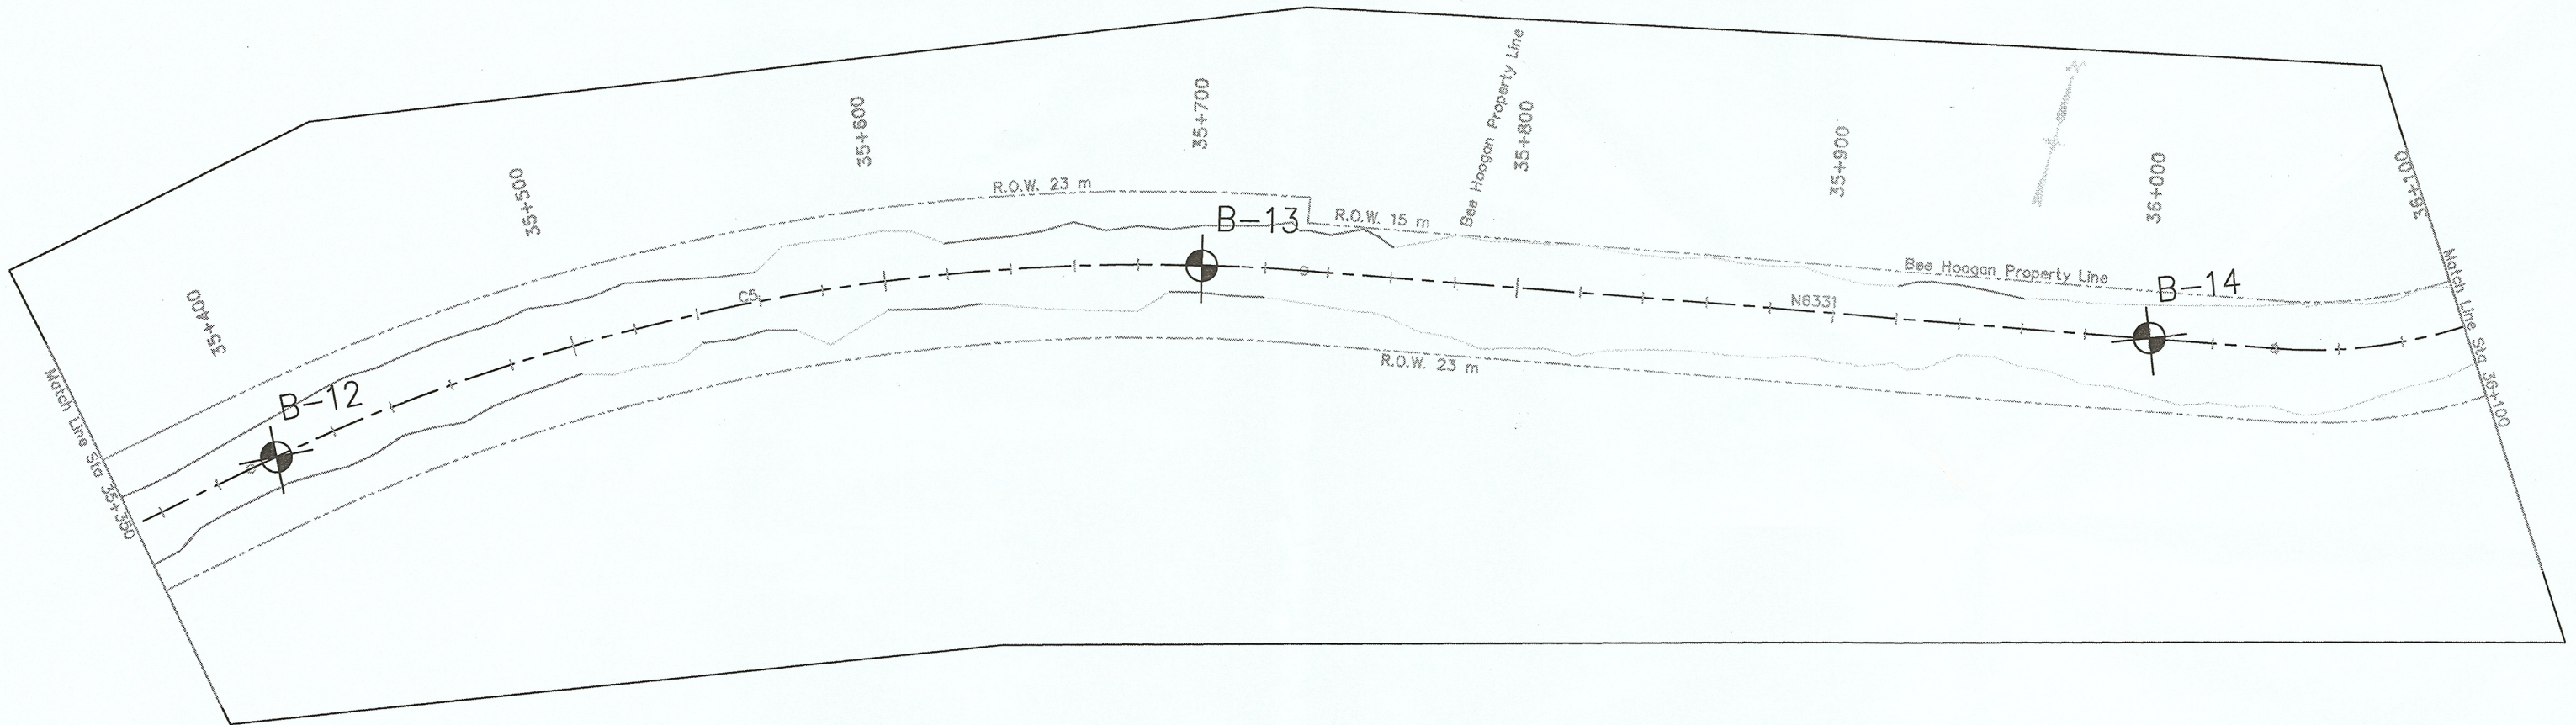 Match Line Sta 35+350
35+400
B-12
35+500
C5
35+600
R.O.W. 23 m
35+700
B-13
R.O.W. 15 m
Bee Hoogan Property Line
35+800
R.O.W. 23 m
N6331
35+900
Bee Hoogan Property Line
36+000
B-14
N
36+100
Match Line Sta 36+100